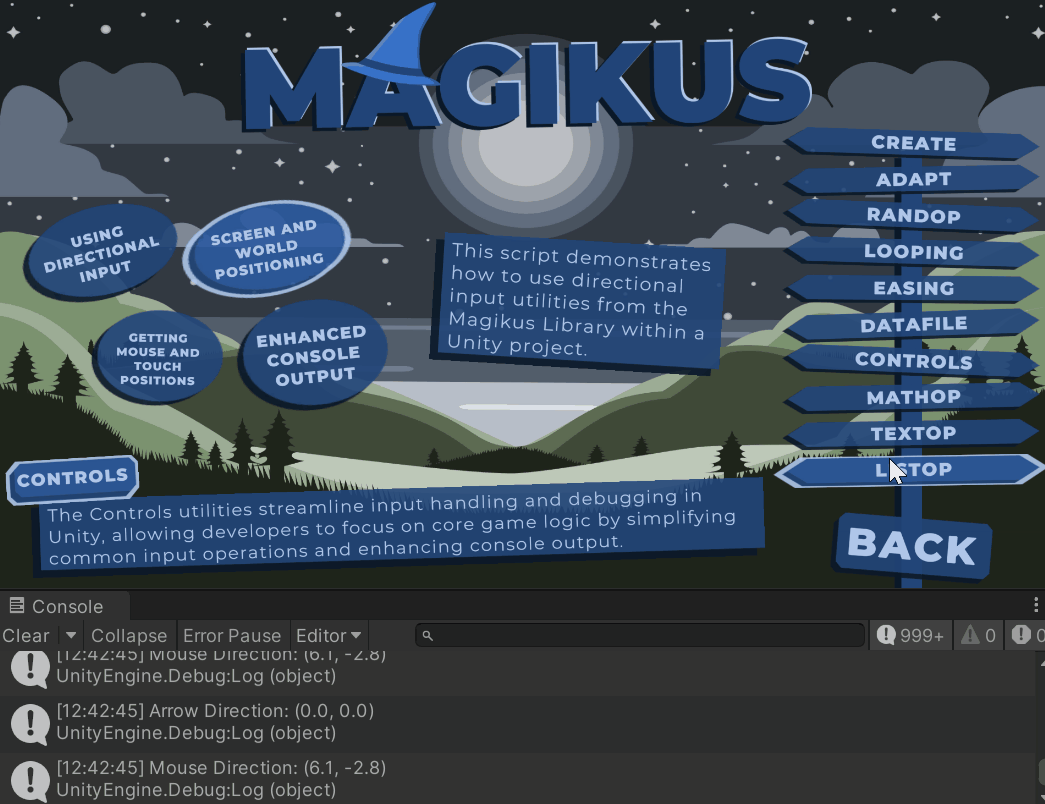 MAGIKUS
CREATE
ADAPT
RANDOP
LOOPING
EASING
DATAFILE
CONTROLS
MATHOP
TEXTOP
BACK
USING
DIRECTIONAL
INPUT
SCREEN AND
WORLD
POSITIONING
GETTING
MOUSE AND
TOUCH
POSITIONS
ENHANCED
CONSOLE
OUTPUT
This script demonstrates
how to use directional
input utilities from the
Magikus Library within a
Unity project.
CONTROLS
The Controls utilities streamline input handling and debugging in
Unity, allowing developers to focus on core game logic by simplifying
common input operations and enhancing console output.
Console
Clear Collapse Error Pause Editor 999+ 0 0
[12:42:45] Mouse Direction: (6.1, -2.8)
UnityEngine.Debug:Log (object)
[12:42:45] Arrow Direction: (0.0, 0.0)
UnityEngine.Debug:Log (object)
[12:42:45] Mouse Direction: (6.1, -2.8)
UnityEngine.Debug:Log (object)